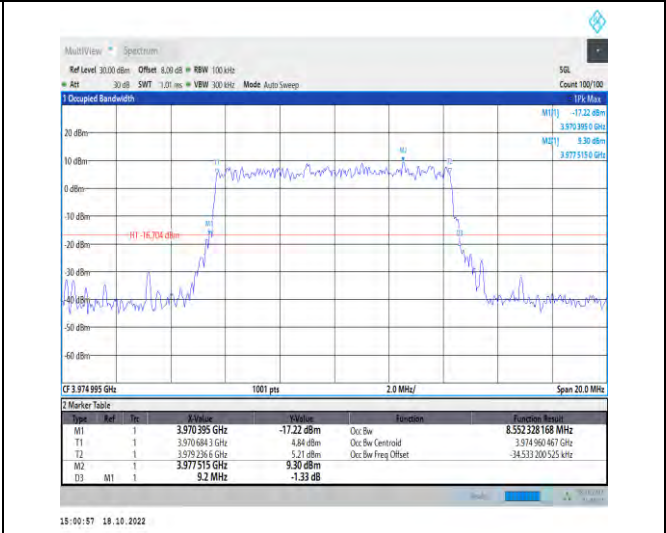 MultiView Spectrum
Ref Level 30.00 dBm Offset 8.00 dB RBW 100 kHz SGL
Att 30 dB SWT 1.01 ms VBW 300 kHz Mode Auto Sweep Count 100/100
1 Occupied Bandwidth 1Pk Max
M1[1] -17.22 dBm
3.970 395 0 GHz
M2[1] 9.30 dBm
3.977 515 0 GHz
20 dBm
10 dBm
0 dBm
-10 dBm
H1 -16.704 dBm
-20 dBm
-30 dBm
-40 dBm
-50 dBm
-60 dBm
T1
M2
T2
M1
D3
CF 3.974 995 GHz 1001 pts 2.0 MHz/ Span 20.0 MHz
2 Marker Table
Type Ref Trc X-Value Y-Value Function Function Result
M1 1 3.970 395 GHz -17.22 dBm Occ Bw 8.552 328 168 MHz
T1 1 3.970 684 3 GHz 4.84 dBm Occ Bw Centroid 3.974 960 467 GHz
T2 1 3.979 236 6 GHz 5.21 dBm Occ Bw Freq Offset -34.533 200 525 kHz
M2 1 3.977 515 GHz 9.30 dBm
D3 M1 1 9.2 MHz -1.33 dB
15:00:57 18.10.2022